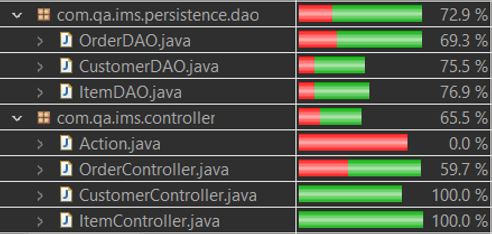 com.qa.ims.persistence.dao 72.9 %
OrderDAO.java 69.3 %
CustomerDAO.java 75.5 %
ItemDAO.java 76.9 %
com.qa.ims.controller 65.5 %
Action.java 0.0 %
OrderController.java 59.7 %
CustomerController.java 100.0 %
ItemController.java 100.0 %